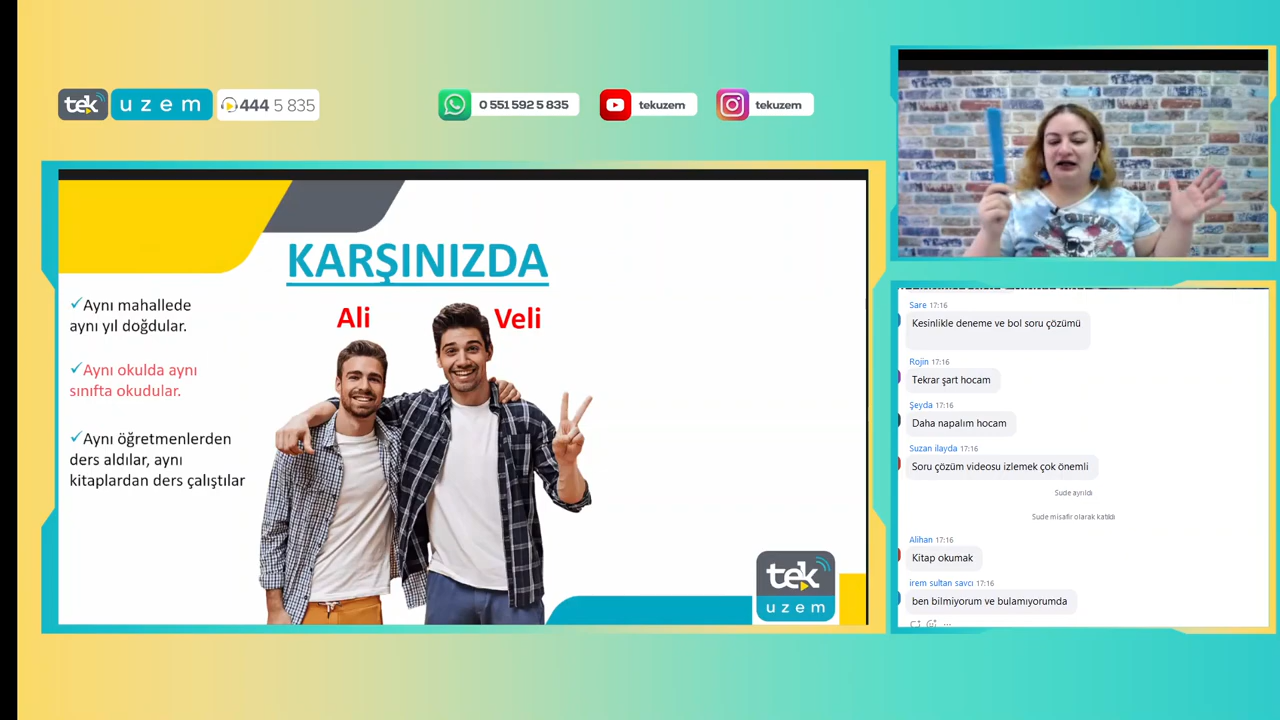 tek uzem 444 5 835
0 551 592 5 835
tekuzem
tekuzem
KARŞINIZDA
Ali
Veli
✓Aynı mahallede
aynı yıl doğdular.
✓Aynı okulda aynı
sınıfta okudular.
✓Aynı öğretmenlerden
ders aldılar, aynı
kitaplardan ders çalıştılar
tek
uzem
Sare 17:16
Kesinlikle deneme ve bol soru çözümü
Rojin 17:16
Tekrar şart hocam
Şeyda 17:16
Daha napalım hocam
Suzan ilayda 17:16
Soru çözüm videosu izlemek çok önemli
Sude ayrıldı
Sude misafir olarak katıldı
Alihan 17:16
Kitap okumak
irem sultan savcı 17:16
ben bilmiyorum ve bulamıyorumda